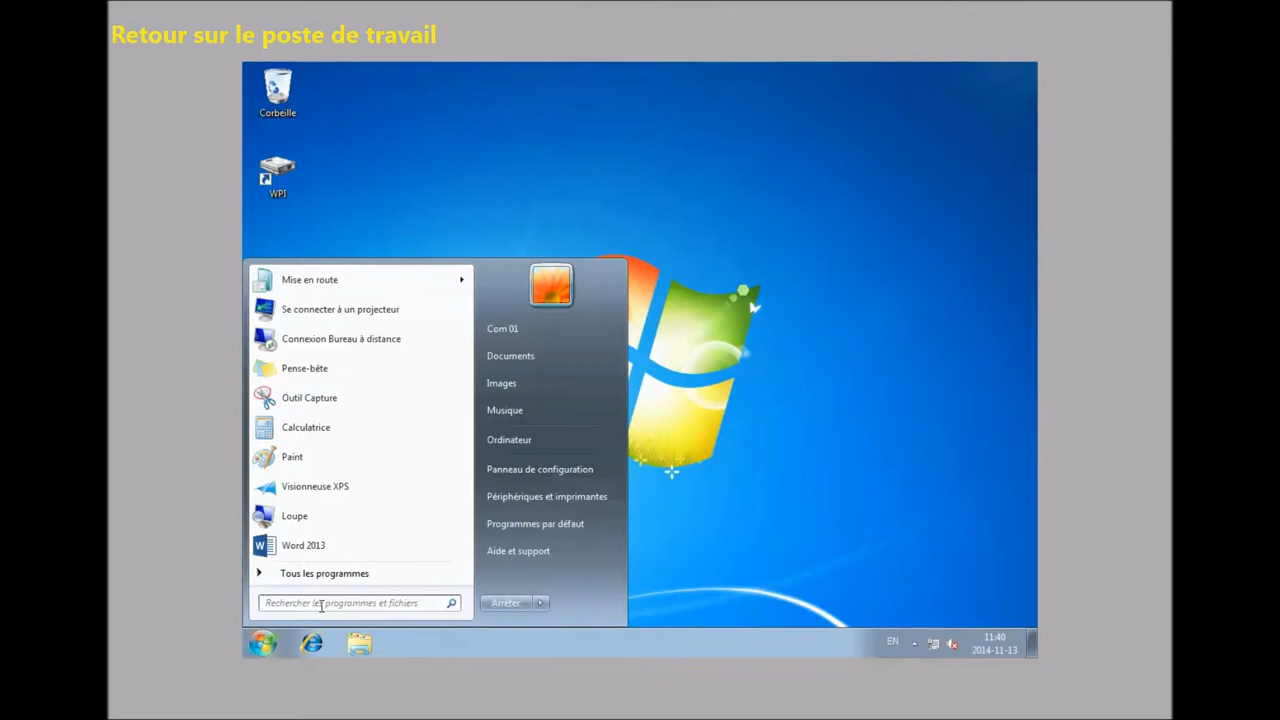 Retour sur le poste de travail
Corbeille
WPI
Mise en route
Se connecter à un projecteur
Connexion Bureau à distance
Pense-bête
Outil Capture
Calculatrice
Paint
Visionneuse XPS
Loupe
Word 2013
Tous les programmes
Rechercher les programmes et fichiers
Com 01
Documents
Images
Musique
Ordinateur
Panneau de configuration
Périphériques et imprimantes
Programmes par défaut
Aide et support
Arrêter
EN
11:40
2014-11-13